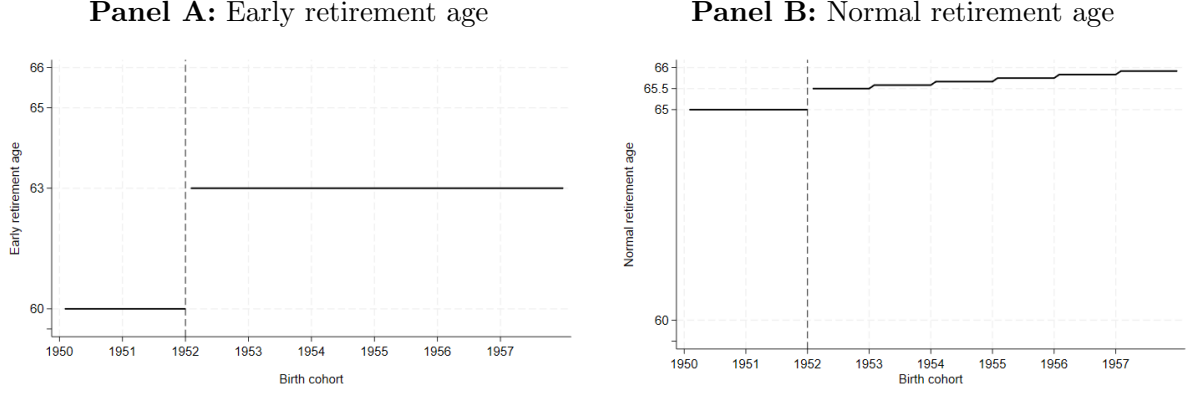 Panel A: Early retirement age
66
65
63
60
Early retirement age
1950 1951 1952 1953 1954 1955 1956 1957
Birth cohort
Panel B: Normal retirement age
66
65.5
65
60
Normal retirement age
1950 1951 1952 1953 1954 1955 1956 1957
Birth cohort